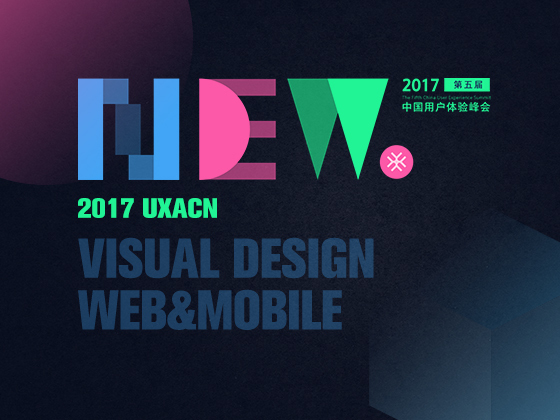 NEW.
2017 第五届
The Fifth China User Experience Summit
中国用户体验峰会
2017 UXACN
VISUAL DESIGN
WEB&MOBILE